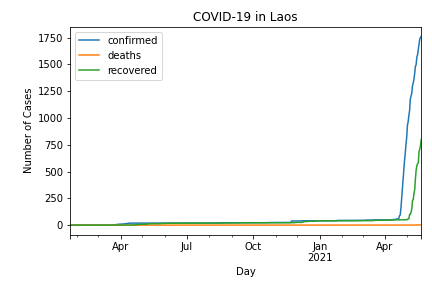 COVID-19 in Laos
confirmed
deaths
recovered
Number of Cases
1750
1500
1250
1000
750
500
250
0
Apr
Jul
Oct
Jan
2021
Apr
Day